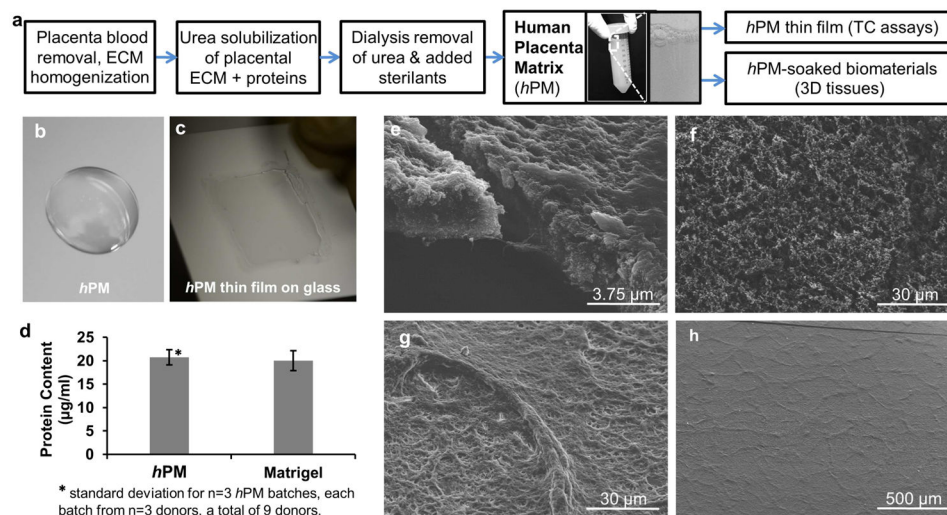 a
Placenta blood
removal, ECM
homogenization
Urea solubilization
of placental
ECM + proteins
Dialysis removal
of urea & added
sterilants
Human
Placenta
Matrix
(hPM)
hPM thin film (TC assays)
hPM-soaked biomaterials
(3D tissues)
b
hPM
c
hPM thin film on glass
d
Protein Content
(µg/ml)
25
20
15
10
5
0
*
hPM
Matrigel
* standard deviation for n=3 hPM batches, each
batch from n=3 donors, a total of 9 donors.
e
3.75 µm
f
30 µm
g
30 µm
h
500 µm